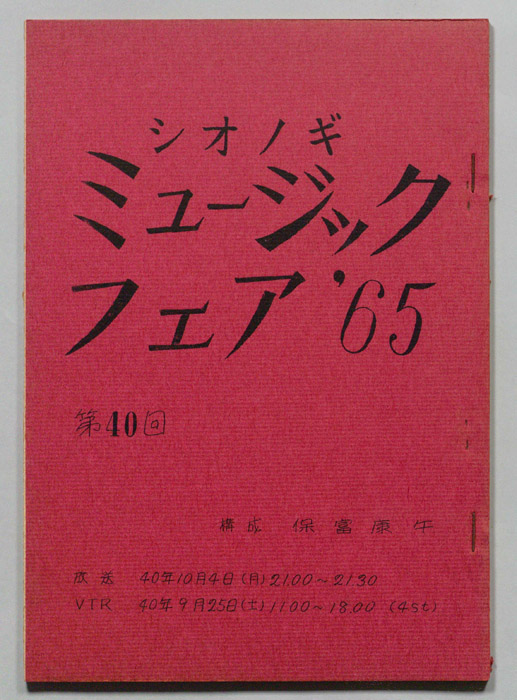 シオノギ
ミュージック
フェア'65
第40回
構成 保富康午
放送 40年10月4日(月)21.00〜21.30
VTR 40年9月25日(土)11.00〜18.00 (4st)